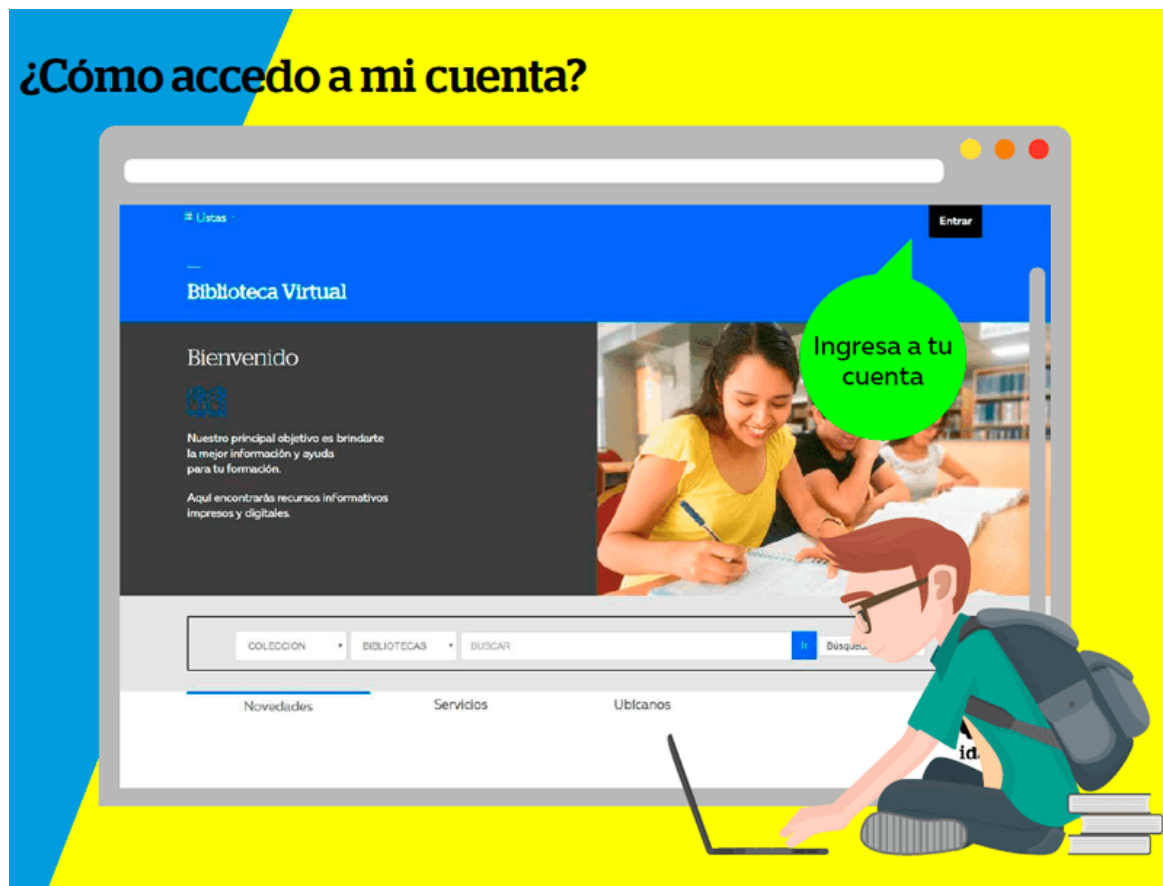 ¿Cómo accedo a mi cuenta?
Listas
Entrar
Biblioteca Virtual
Ingresa a tu
cuenta
Bienvenido
Nuestro principal objetivo es brindarte
la mejor información y ayuda
para tu formación.
Aquí encontrarás recursos informativos
impresos y digitales.
COLECCION
BIBLIOTECAS
BUSCAR
Ir
Novedades
Servicios
Ubícanos